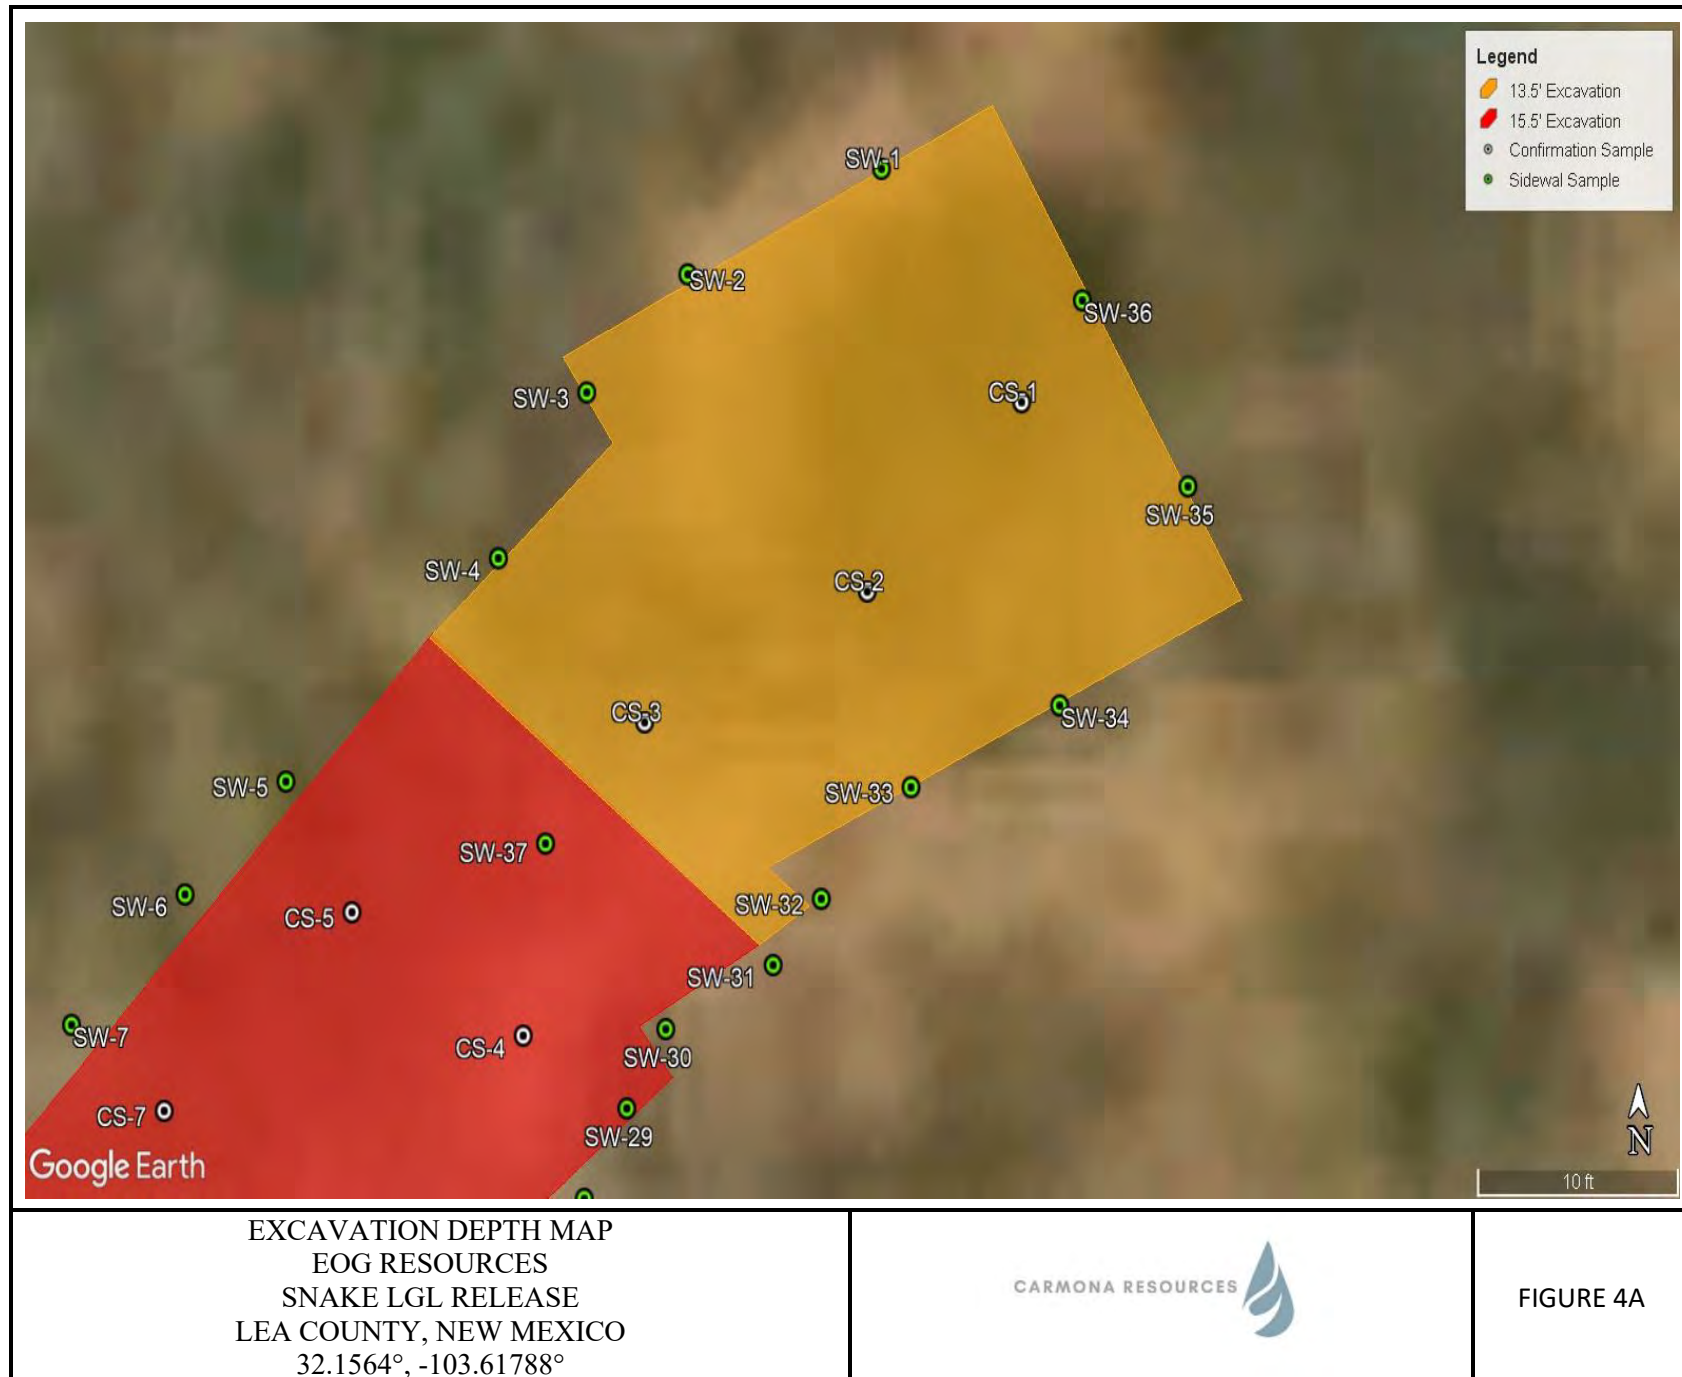 Legend
13.5' Excavation
15.5' Excavation
Confirmation Sample
Sidewal Sample
SW-1
SW-2
SW-36
SW-3
CS-1
SW-35
SW-4
CS-2
CS-3
SW-34
SW-5
SW-33
SW-37
SW-6
CS-5
SW-32
SW-31
SW-7
CS-4
SW-30
CS-7
SW-29
Google Earth
N
10 ft
EXCAVATION DEPTH MAP
EOG RESOURCES
SNAKE LGL RELEASE
LEA COUNTY, NEW MEXICO
32.1564°, -103.61788°
CARMONA RESOURCES
FIGURE 4A